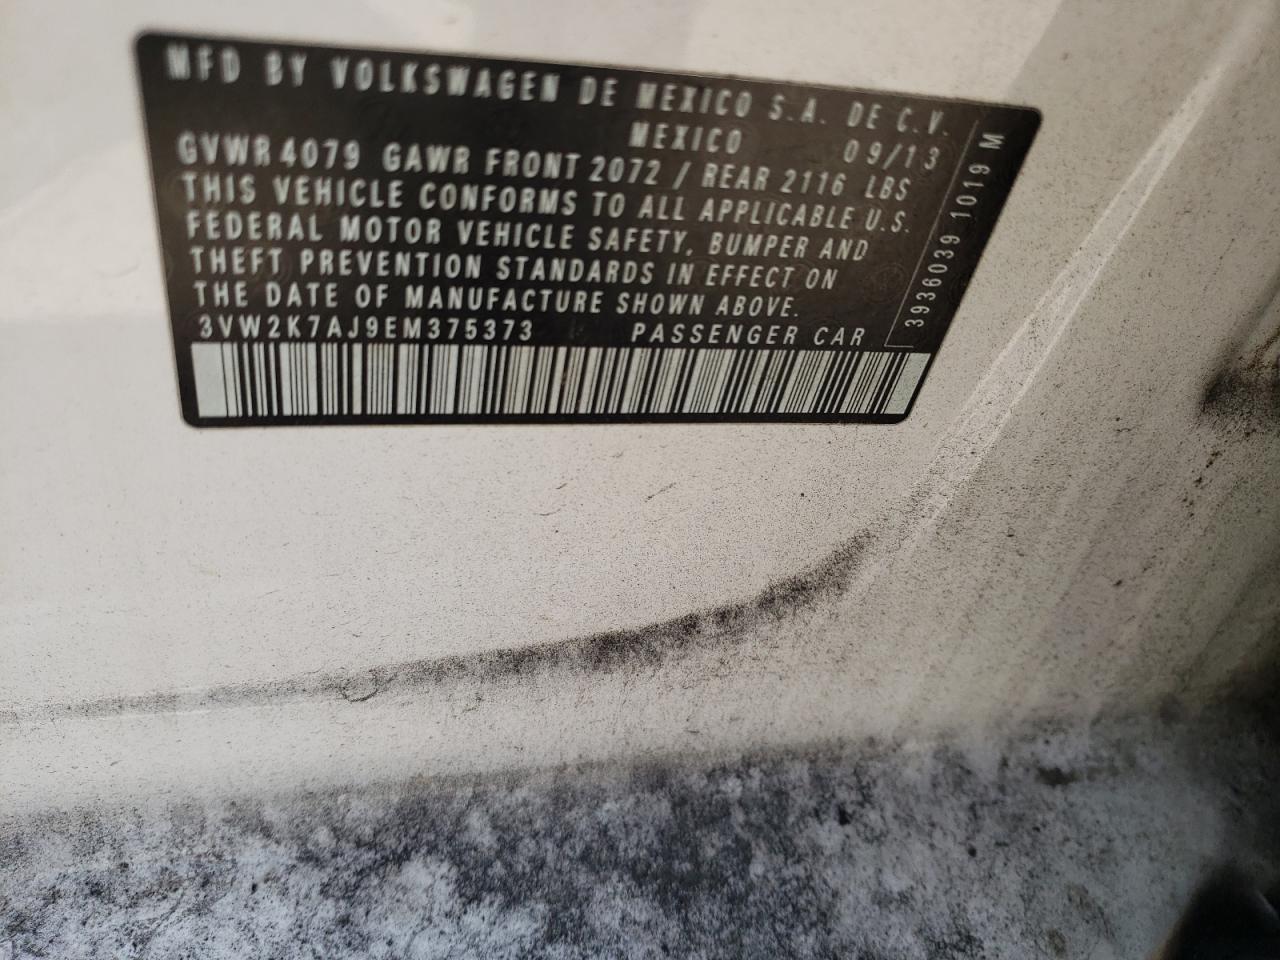 MFD BY VOLKSWAGEN DE MEXICO S.A. DE C.V.
MEXICO 09/13
GVWR 4079 GAWR FRONT 2072 / REAR 2116 LBS
THIS VEHICLE CONFORMS TO ALL APPLICABLE U.S.
FEDERAL MOTOR VEHICLE SAFETY, BUMPER AND
THEFT PREVENTION STANDARDS IN EFFECT ON
THE DATE OF MANUFACTURE SHOWN ABOVE.
3VW2K7AJ9EM375373 PASSENGER CAR
3936039 1019 M